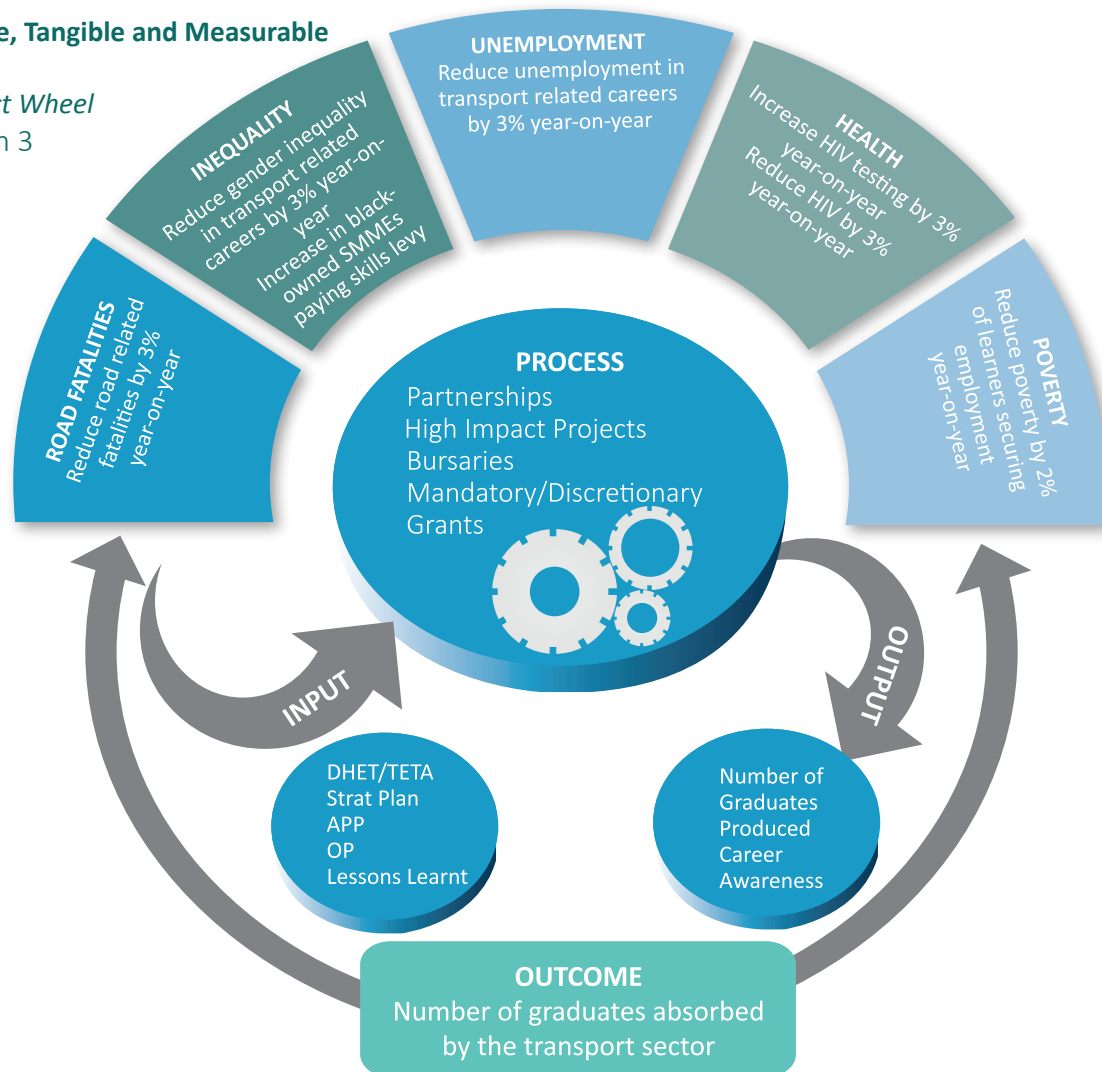 Tangible and Measurable
Wheel
3
ROAD FATALITIES
Reduce road related
fatalities by 3%
year-on-year
INEQUALITY
Reduce gender inequality
in transport related
careers by 3% year-on-
year
Increase in black-
owned SMMEs
paying skills levy
UNEMPLOYMENT
Reduce unemployment in
transport related careers
by 3% year-on-year
HEALTH
Increase HIV testing by 3%
year-on-year
Reduce HIV by 3%
year-on-year
POVERTY
Reduce poverty by 2%
of learners securing
employment
year-on-year
PROCESS
Partnerships
High Impact Projects
Bursaries
Mandatory/Discretionary
Grants
INPUT
OUTPUT
DHET/TETA
Strat Plan
APP
OP
Lessons Learnt
Number of
Graduates
Produced
Career
Awareness
OUTCOME
Number of graduates absorbed
by the transport sector